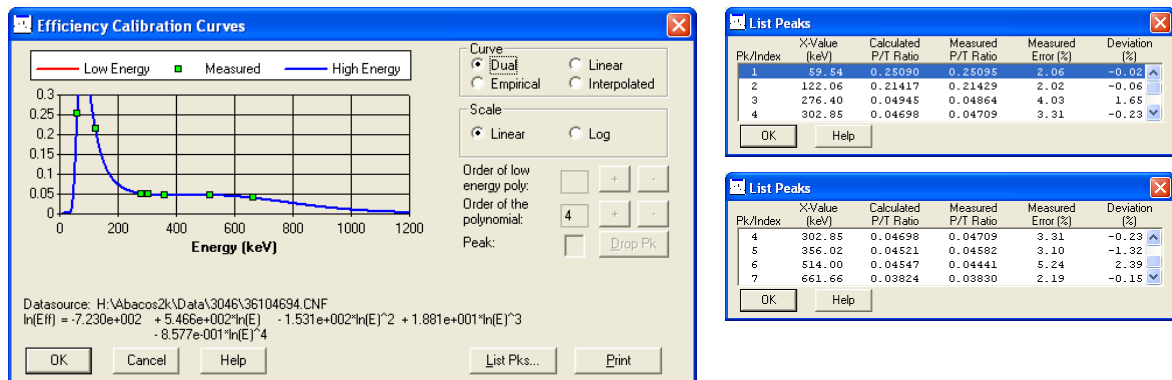 Efficiency Calibration Curves
Low Energy Measured High Energy
0.3
0.25
0.2
0.15
0.1
0.05
0
0 200 400 600 800 1000 1200
Energy (keV)
Curve
Dual Linear
Empirical Interpolated
Scale
Linear Log
Order of low
energy poly: + -
Order of the
polynomial: 4 + -
Peak: Drop Pk
Datasource: H:\Abacos2k\Data\3046\36104694.CNF
ln(Eff) = -7.230e+002 + 5.466e+002*ln(E) - 1.531e+002*ln(E)^2 + 1.881e+001*ln(E)^3
- 8.577e-001*ln(E)^4
OK Cancel Help List Pks... Print
List Peaks
X-Value Calculated Measured Measured Deviation
Pk/Index (keV) P/T Ratio P/T Ratio Error (%) (%)
1 59.54 0.25090 0.25095 2.06 -0.02
2 122.06 0.21417 0.21429 2.02 -0.06
3 276.40 0.04945 0.04864 4.03 1.65
4 302.85 0.04698 0.04709 3.31 -0.23
OK Help
List Peaks
X-Value Calculated Measured Measured Deviation
Pk/Index (keV) P/T Ratio P/T Ratio Error (%) (%)
4 302.85 0.04698 0.04709 3.31 -0.23
5 356.02 0.04521 0.04582 3.10 -1.32
6 514.00 0.04547 0.04441 5.24 2.39
7 661.66 0.03824 0.03830 2.19 -0.15
OK Help